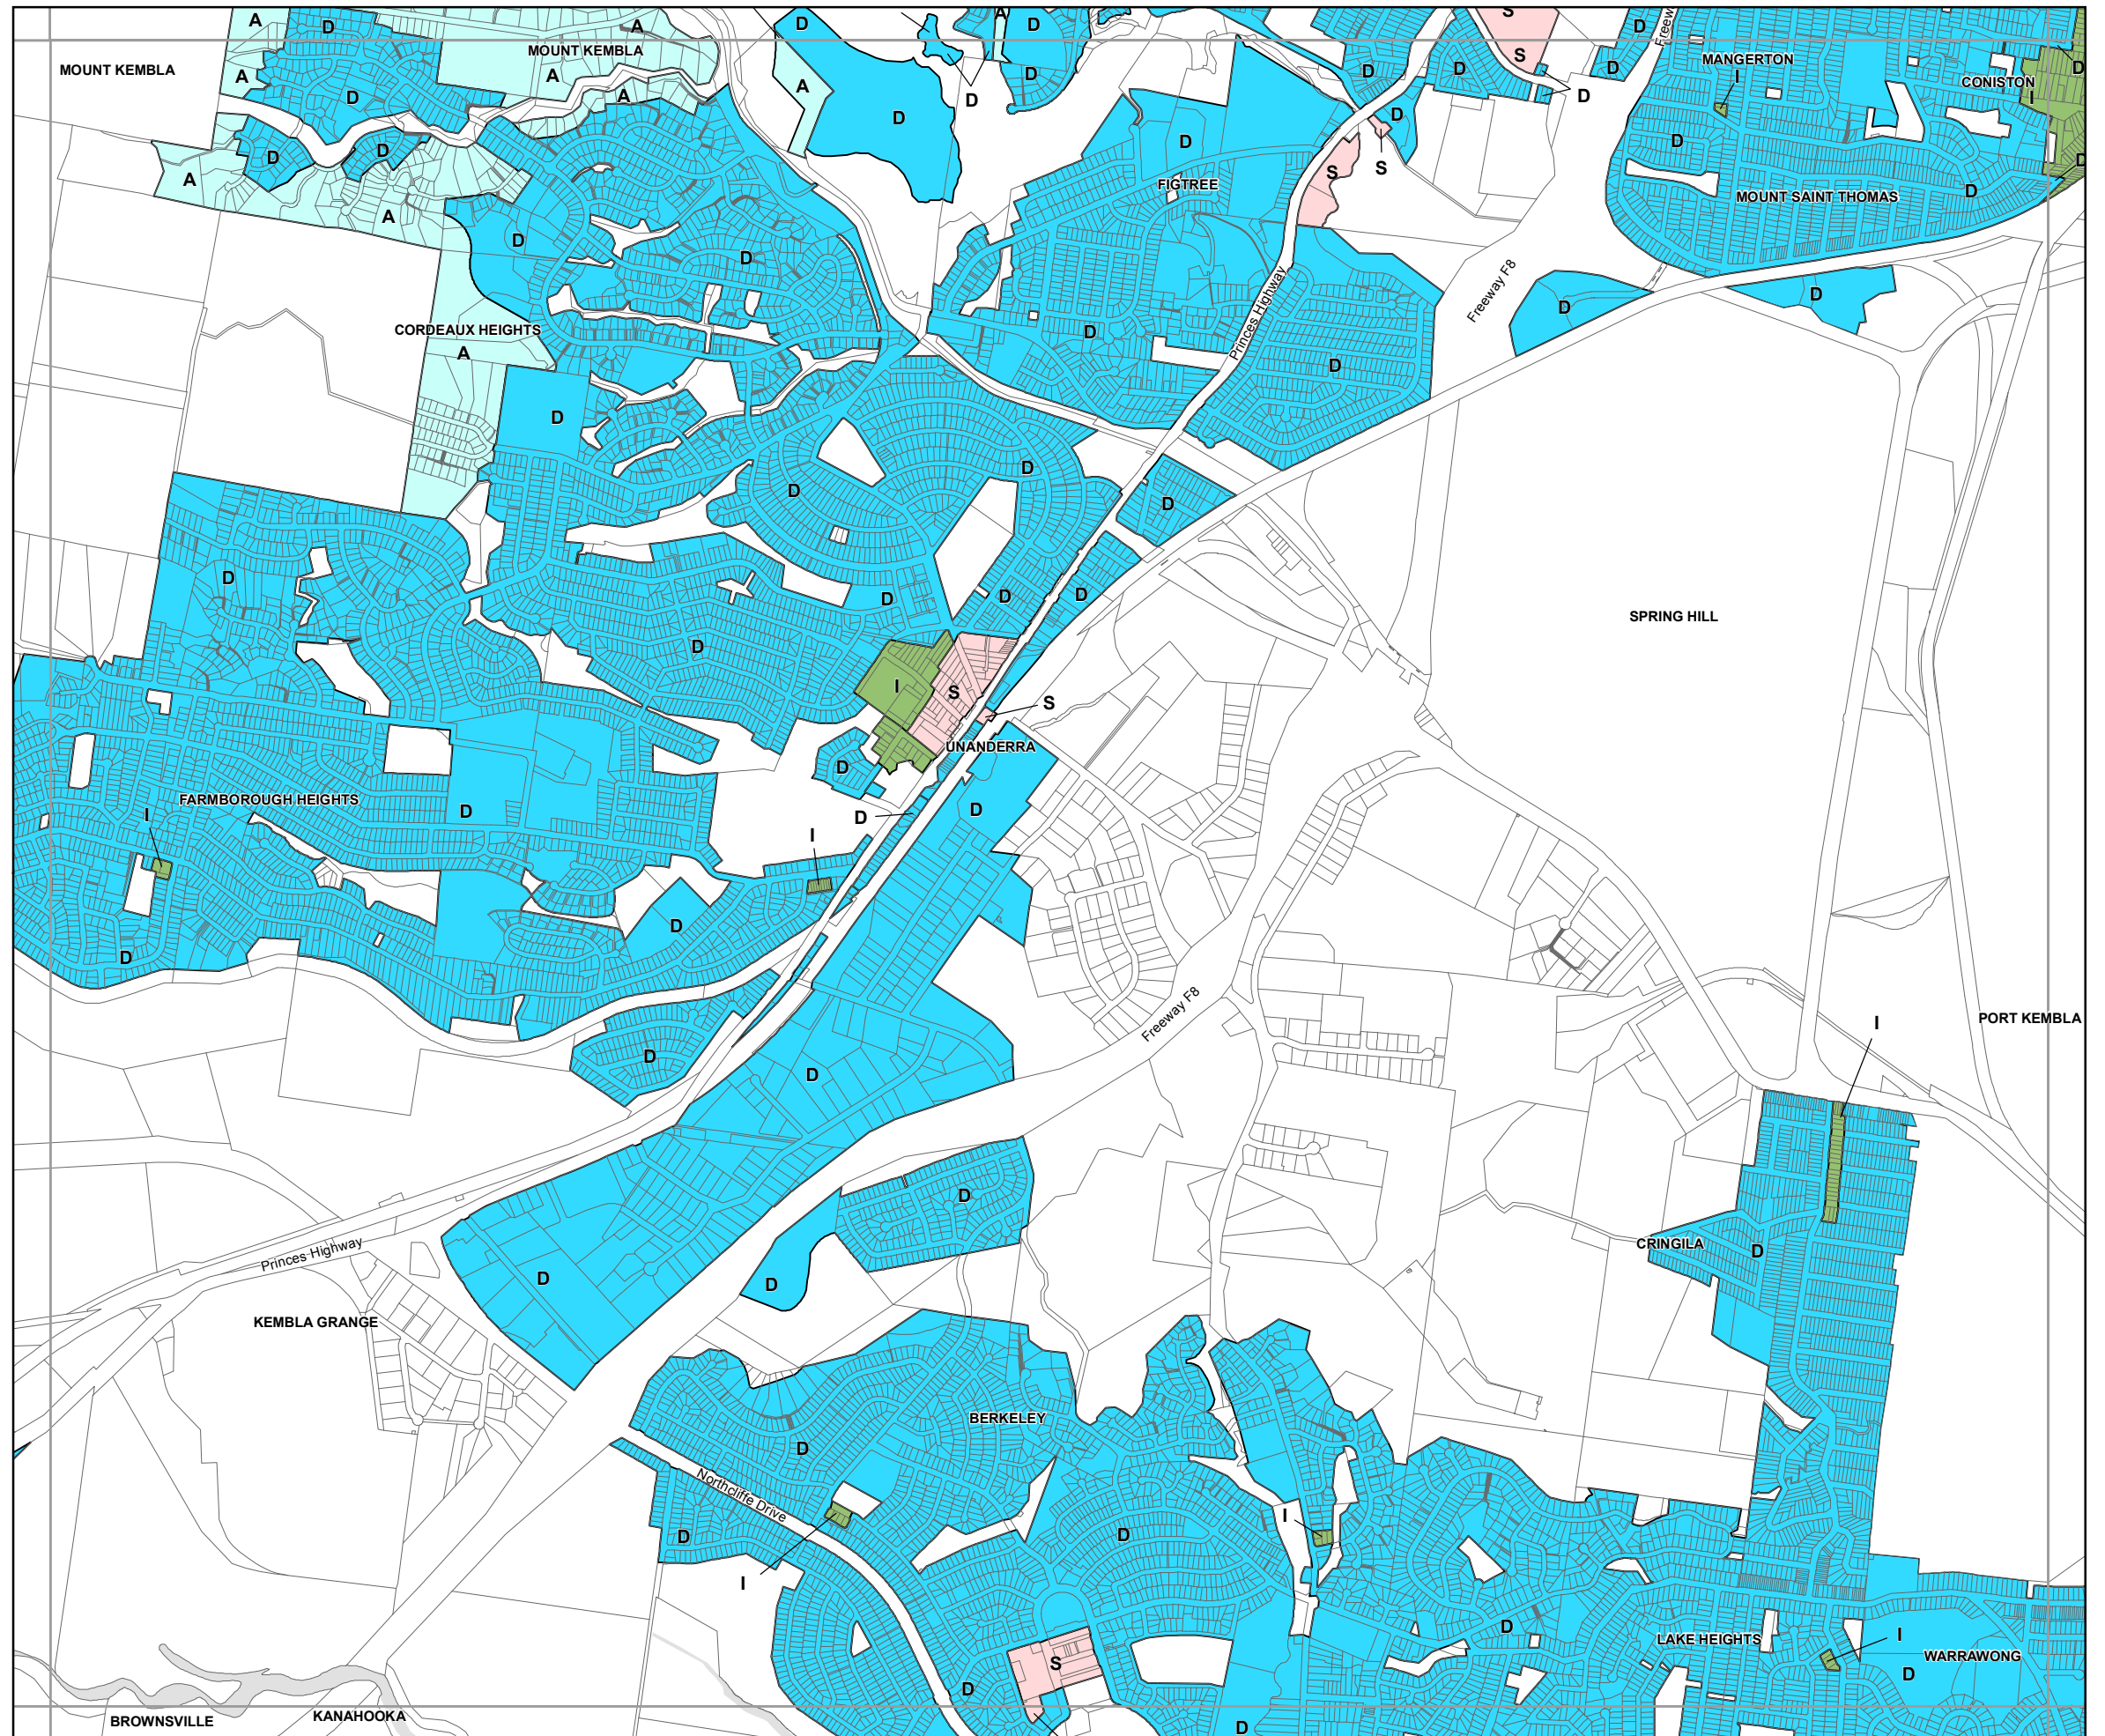 A D A A D S D
MOUNT KEMBLA
MOUNT KEMBLA
A A A A
D D D D
D D D D S D D
Freew
MANGERTON
I
CONISTON
I D
D D
A A
D D
FIGTREE
S S
D D D
MOUNT SAINT THOMAS
D D
Princes Highway
Freeway F8
D D
CORDEAUX HEIGHTS
A
D D
D
D D D
D D D D
D
SPRING HILL
I S S
UNANDERRA
D D
FARMBOROUGH HEIGHTS
I D D I
D D
Freeway F8
PORT KEMBLA
I
D D
D
CRINGILA
D
Princes Highway
D D
KEMBLA GRANGE
BERKELEY
D
Northcliffe Drive
D D I
I
D
LAKE HEIGHTS
I
WARRAWONG
D
S
D
BROWNSVILLE
KANAHOOKA
D